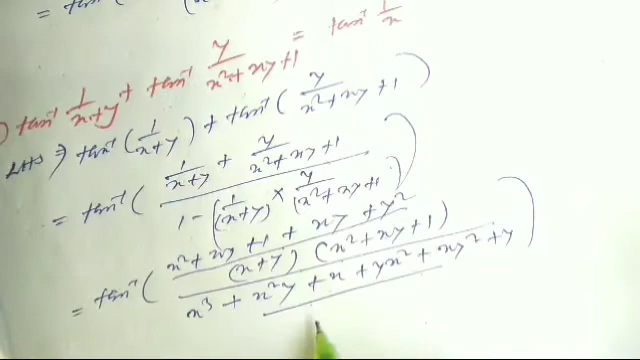 = tan⁻¹(
) tan⁻¹ 1/(x+y) + tan⁻¹ y/(x²+xy+1) = tan⁻¹ 1/x
LHS ⇒ tan⁻¹ (1/(x+y)) + tan⁻¹ (y/(x²+xy+1))
= tan⁻¹ ( (1/(x+y) + y/(x²+xy+1)) / (1 - (1/(x+y) × y/(x²+xy+1))) )
= tan⁻¹ ( ((x²+xy+1+xy+y²) / ((x+y)(x²+xy+1))) / (x³+x²y+x+yx²+xy²+y) )